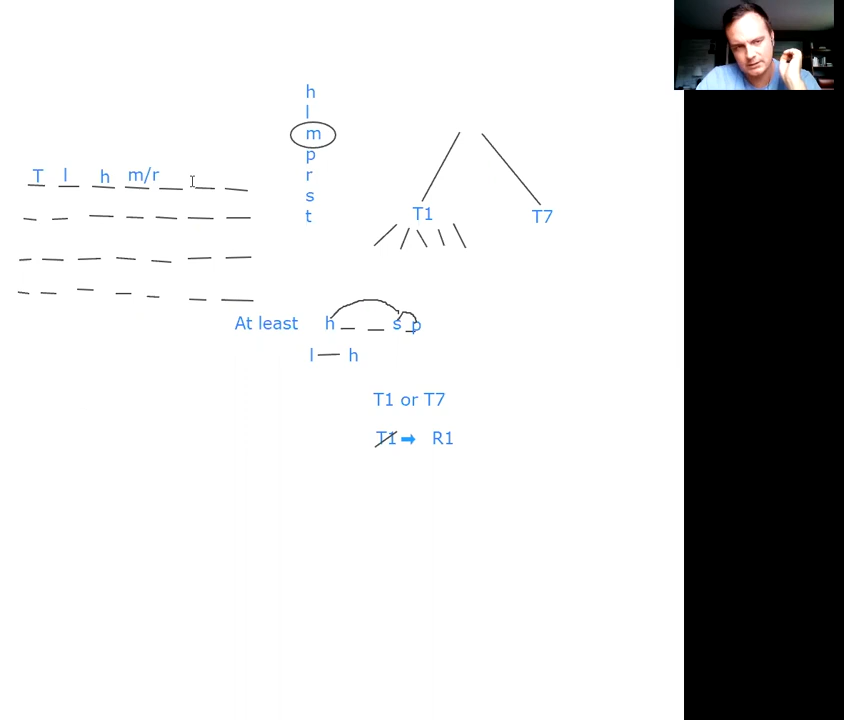 h
l
m
p
r
s
t
T l h m/r
T1 T7
At least h s p
l — h
T1 or T7
T1 ➡ R1